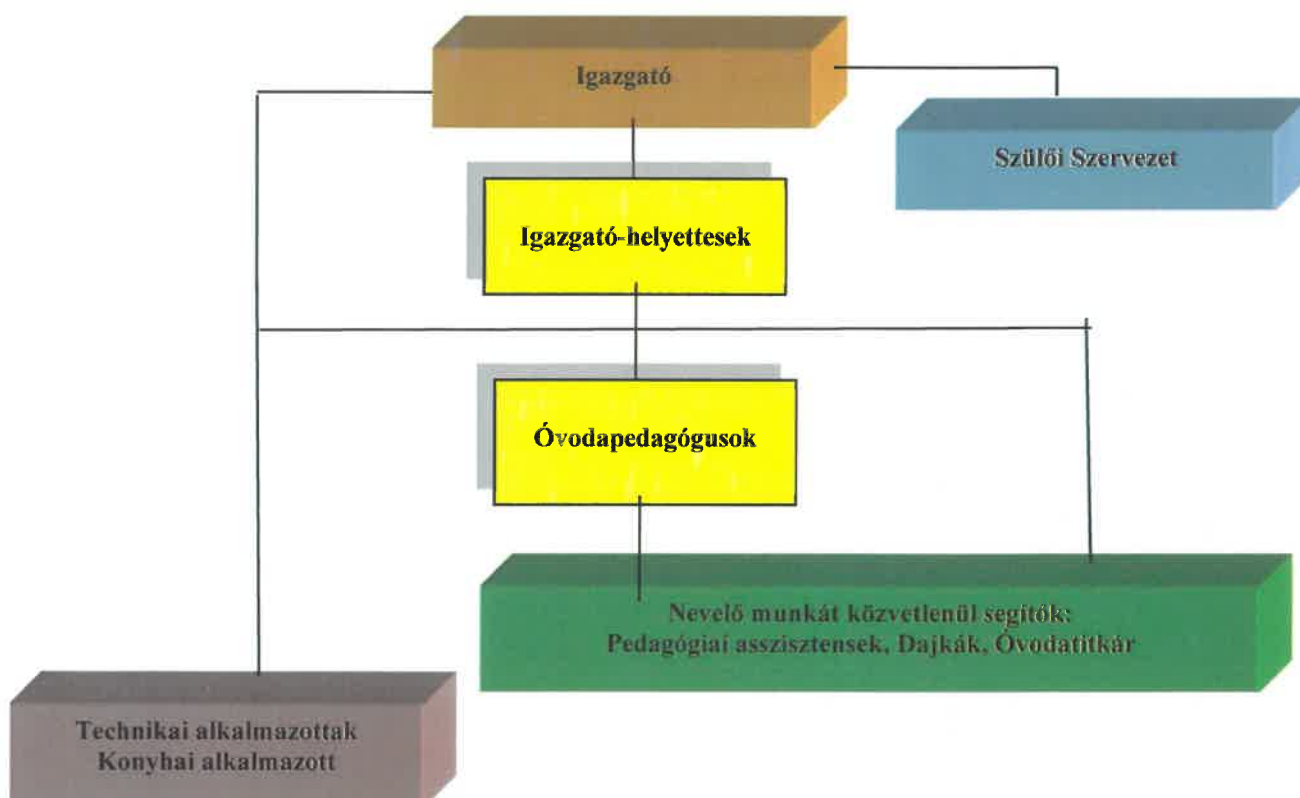 Igazgató
Szülői Szervezet
Igazgató-helyettesek
Óvodapedagógusok
Nevelő munkát közvetlenül segítők:
Pedagógiai asszisztensek, Dajkák, Óvodatitkár
Technikai alkalmazottak
Konyhai alkalmazott